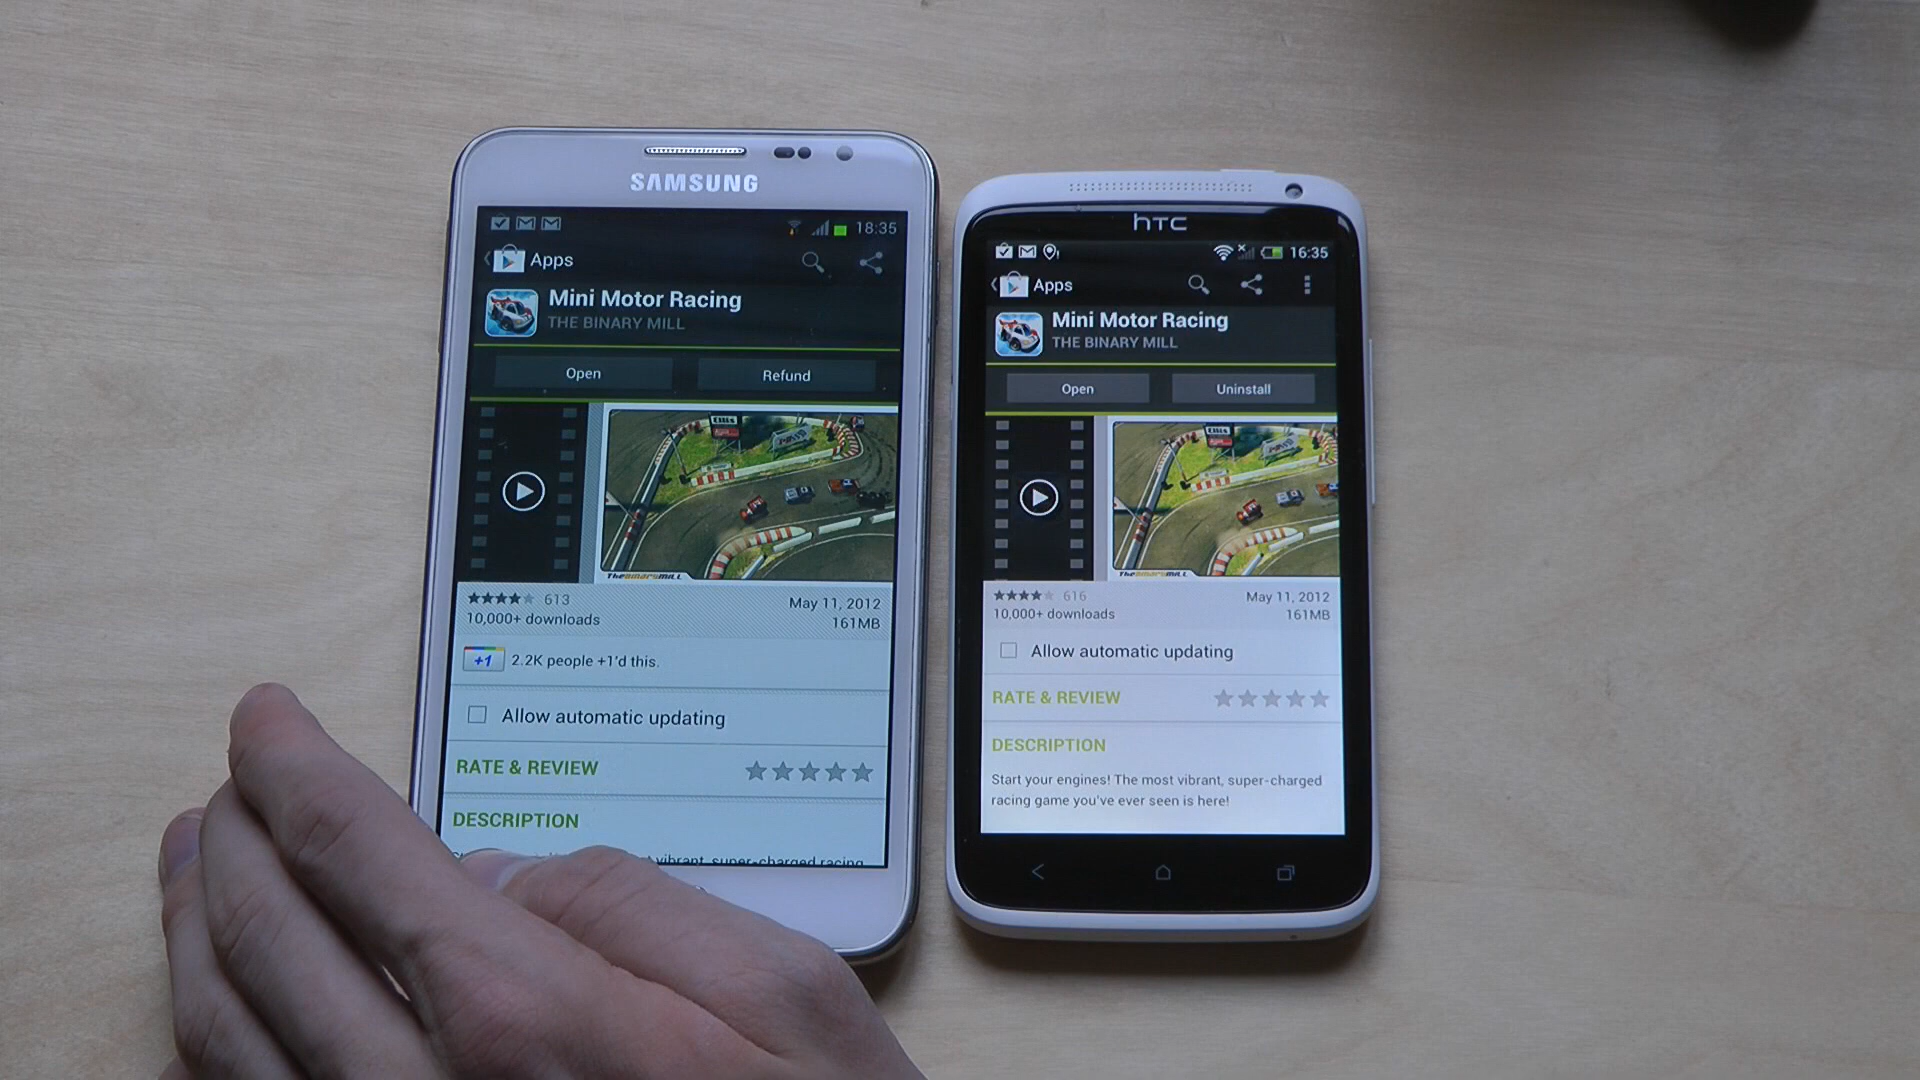 SAMSUNG
18:35
Apps
Mini Motor Racing
THE BINARY MILL
Open
Refund
THEBINARYMILL
613
May 11, 2012
10,000+ downloads
161MB
+1
2.2K people +1'd this.
Allow automatic updating
RATE & REVIEW
DESCRIPTION
vibrant, super-charged racing
hTC
16:35
Apps
Mini Motor Racing
THE BINARY MILL
Open
Uninstall
THEBINARYMILL
616
May 11, 2012
10,000+ downloads
161MB
Allow automatic updating
RATE & REVIEW
DESCRIPTION
Start your engines! The most vibrant, super-charged
racing game you've ever seen is here!